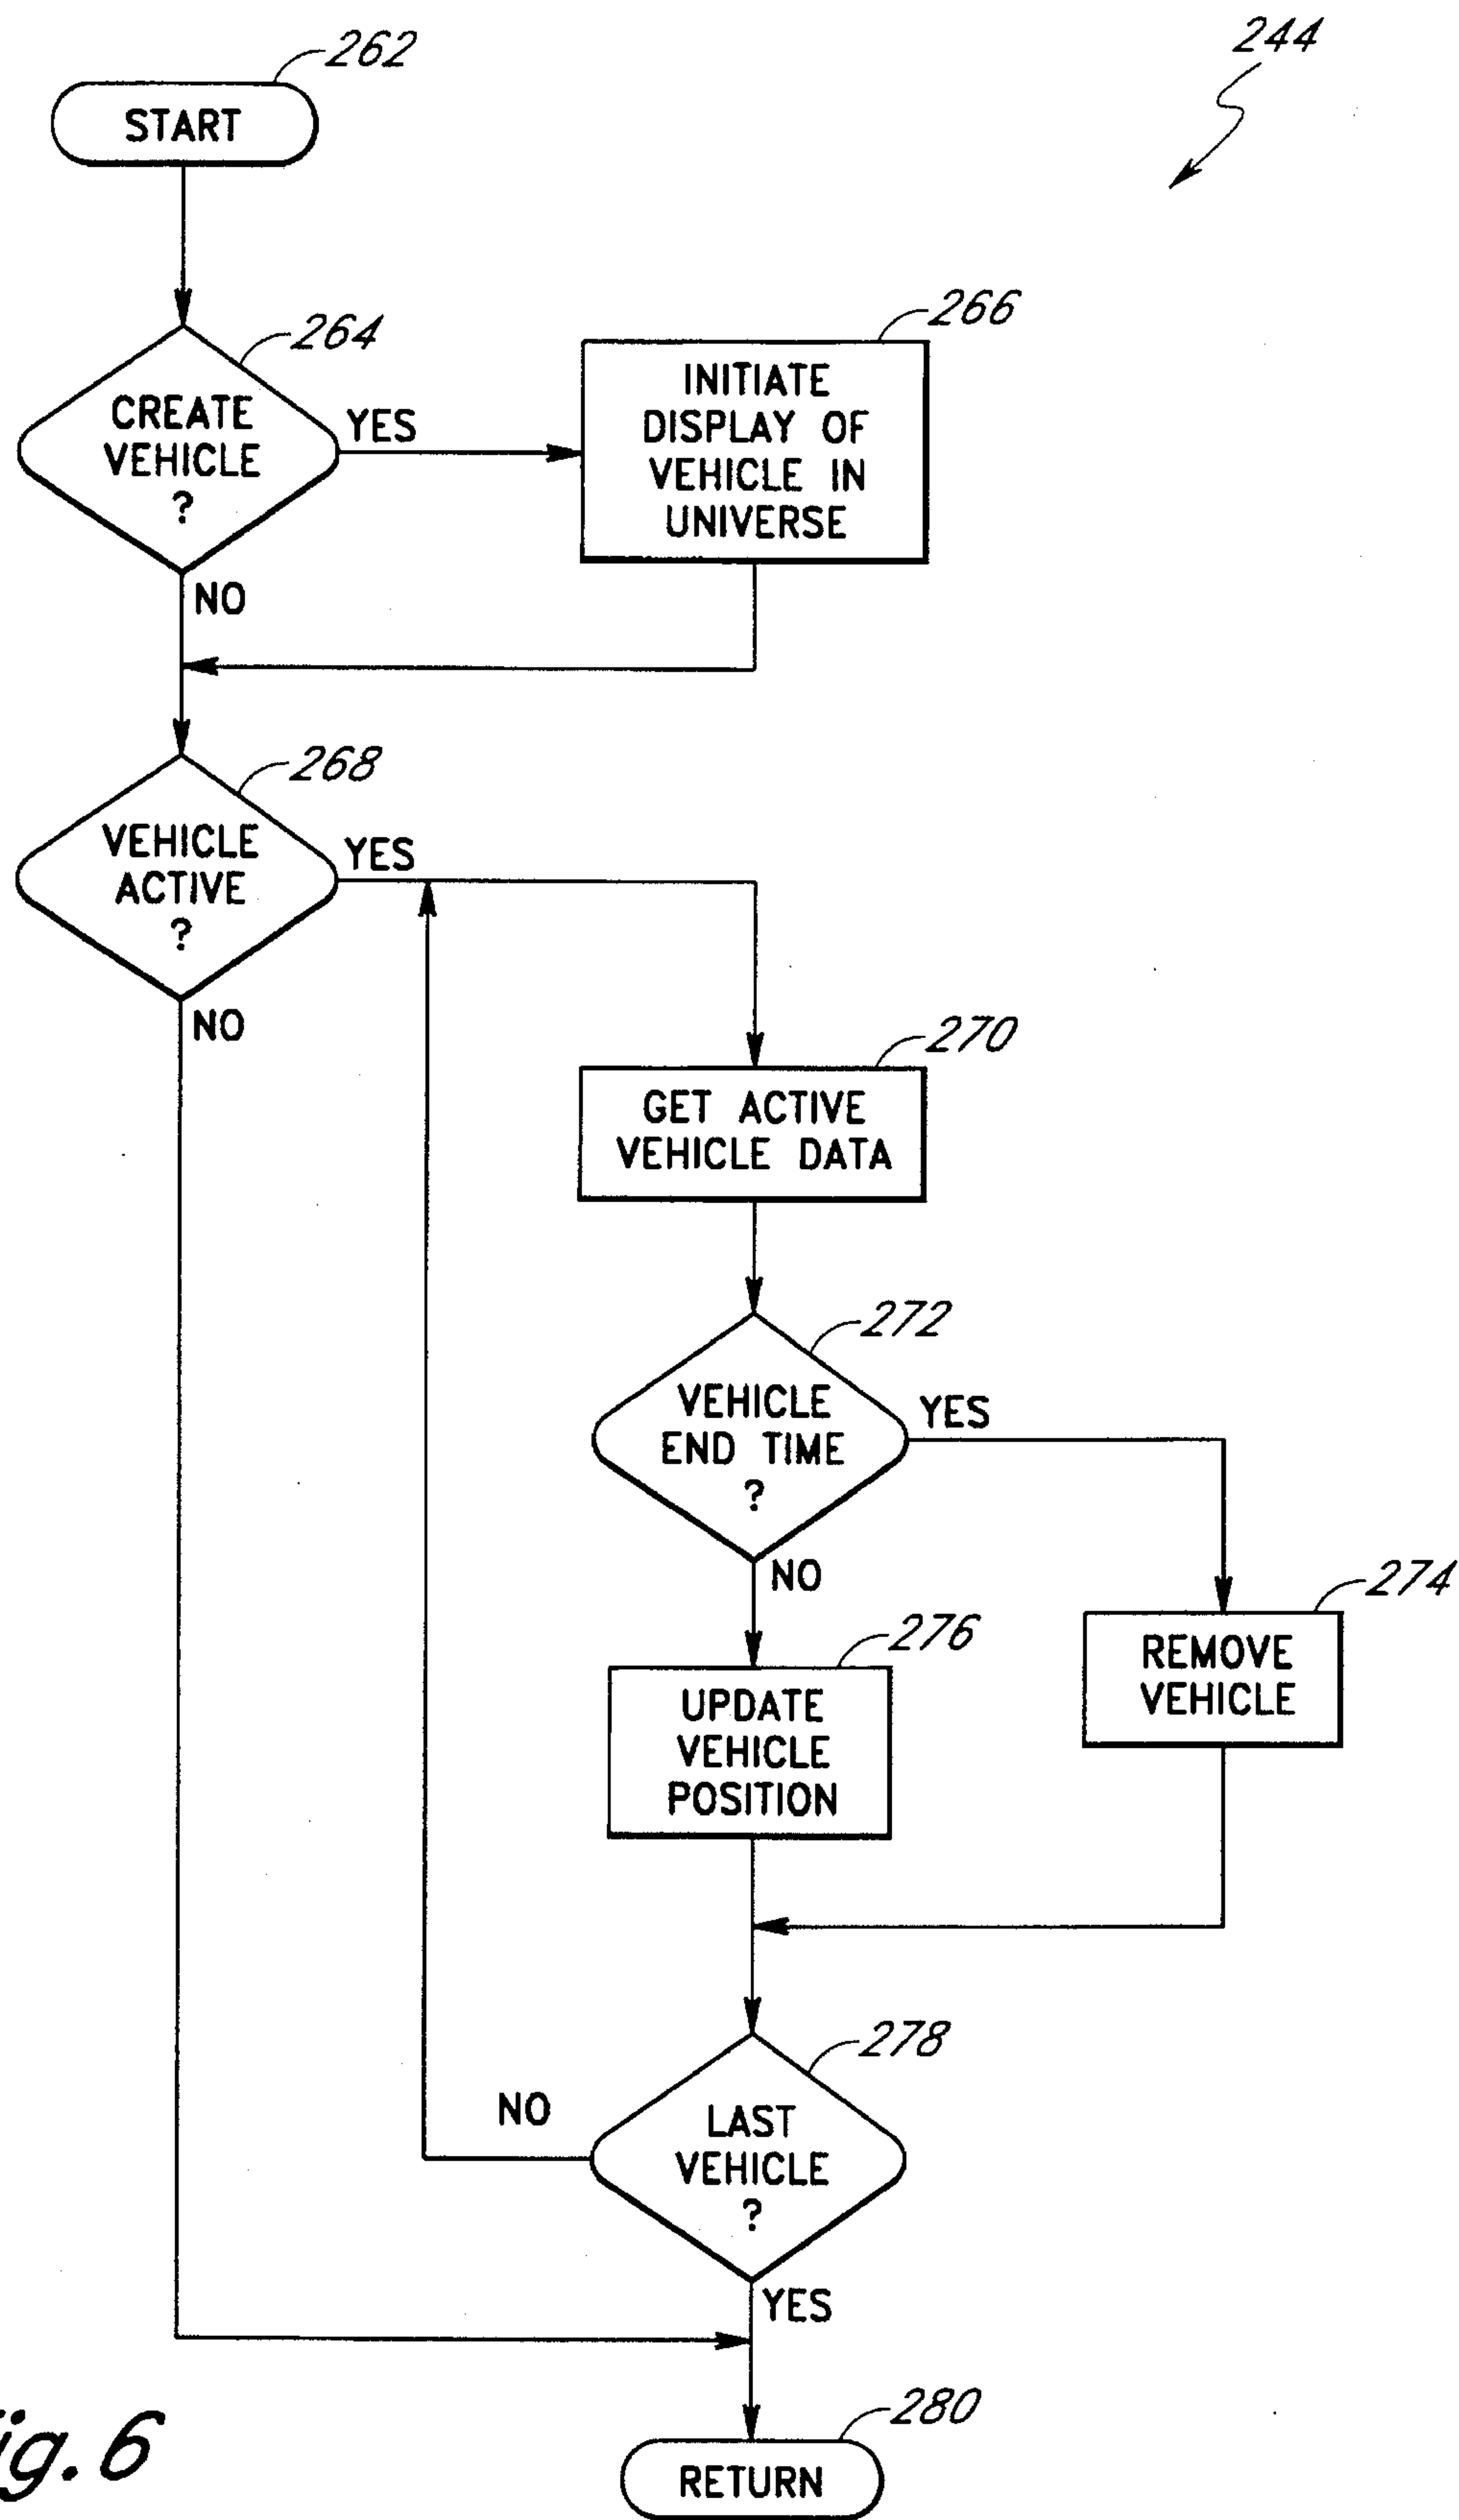 262
244
START
264
266
CREATE
VEHICLE
?
YES
INITIATE
DISPLAY OF
VEHICLE IN
UNIVERSE
NO
268
VEHICLE
ACTIVE
?
YES
NO
270
GET ACTIVE
VEHICLE DATA
272
VEHICLE
END TIME
?
YES
NO
274
276
REMOVE
VEHICLE
UPDATE
VEHICLE
POSITION
278
NO
LAST
VEHICLE
?
YES
280
RETURN
ig. 6